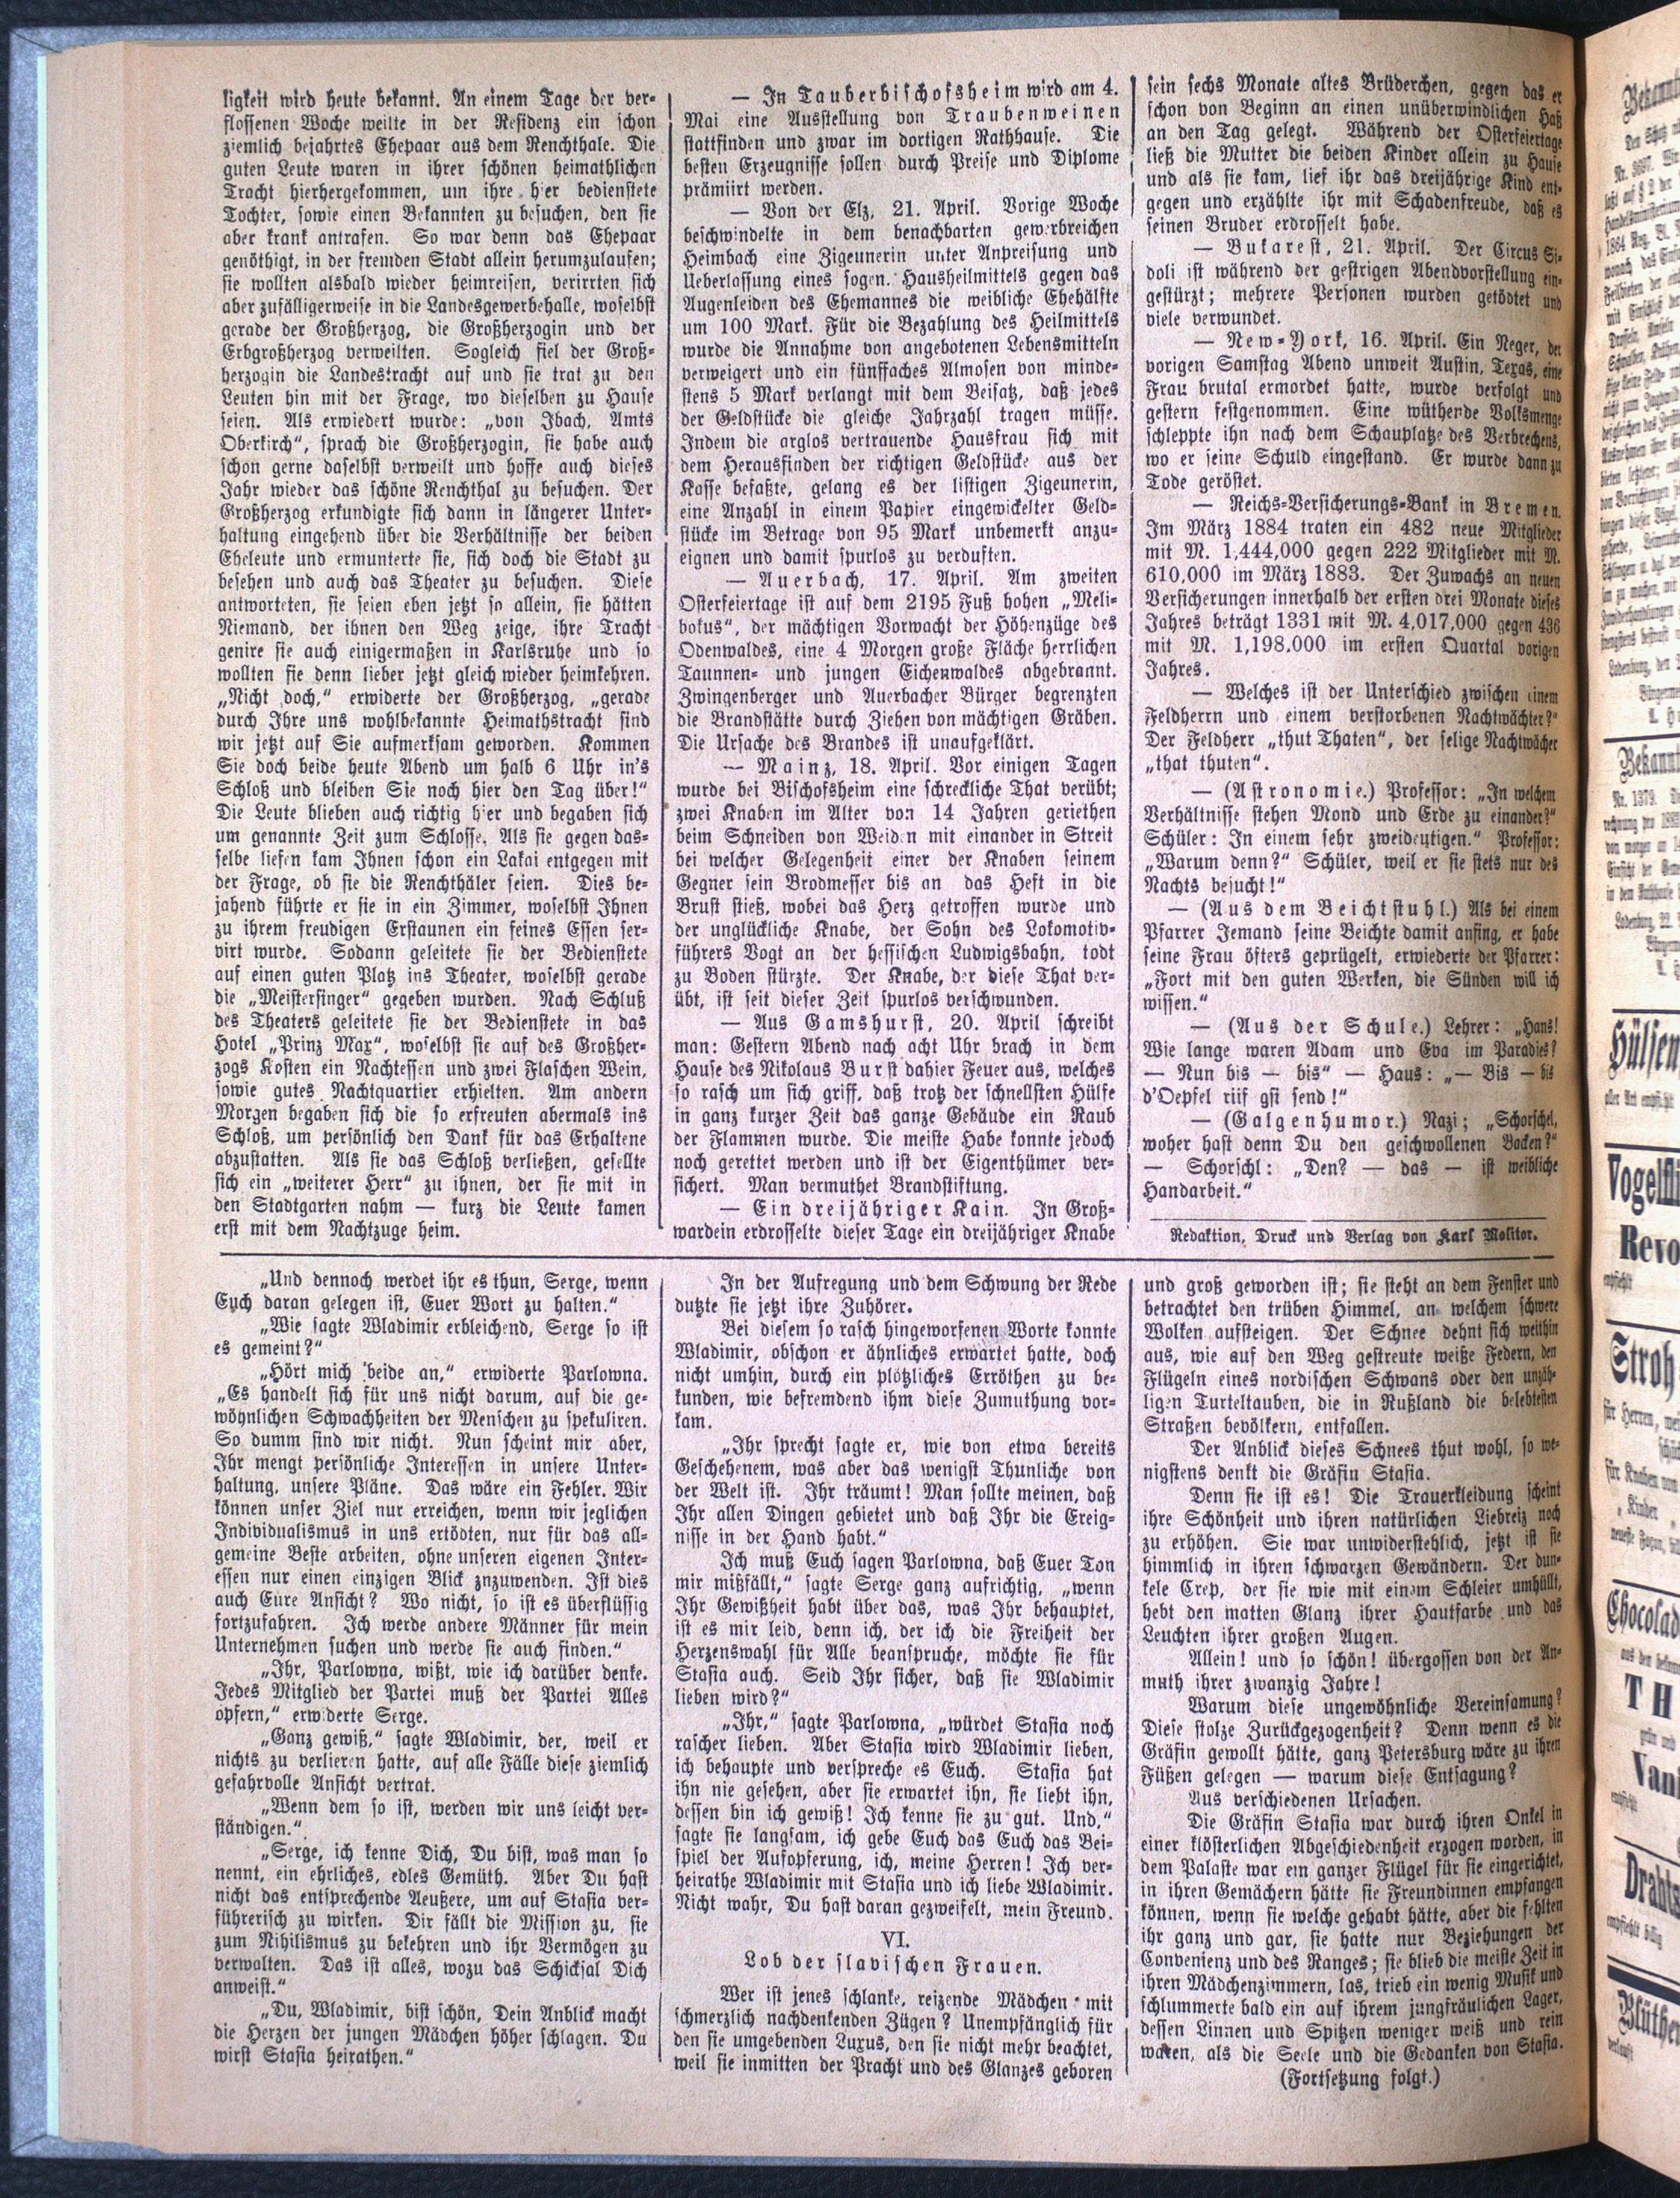 ligkeit wird heute bekannt. An einem Tage der ver-
flossenen Woche weilte in der Residenz ein schon
ziemlich bejahrtes Ehepaar aus dem Renchthale. Die
guten Leute waren in ihrer schönen heimathlichen
Tracht hierhergekommen, um ihre hier bedienstete
Tochter, sowie einen Bekannten zu besuchen, den sie
aber krank antrafen. So war denn das Ehepaar
genöthigt, in der fremden Stadt allein herumzulaufen;
sie wollten alsbald wieder heimreisen, verirrten sich
aber zufälligerweise in die Landesgewerbehalle, woselbst
gerade der Großherzog, die Großherzogin und der
Erbgroßherzog verweilten. Sogleich fiel der Groß-
herzogin die Landestracht auf und sie trat zu den
Leuten hin mit der Frage, wo dieselben zu Hause
seien. Als erwiedert wurde: „von Ibach, Amts
Oberkirch“, sprach die Großherzogin, sie habe auch
schon gerne daselbst verweilt und hoffe auch dieses
Jahr wieder das schöne Renchthal zu besuchen. Der
Großherzog erkundigte sich dann in längerer Unter-
haltung eingehend über die Verhältnisse der beiden
Eheleute und ermunterte sie, sich doch die Stadt zu
besehen und auch das Theater zu besuchen. Diese
antworteten, sie seien eben jetzt so allein, sie hätten
Niemand, der ihnen den Weg zeige, ihre Tracht
genire sie auch einigermaßen in Karlsruhe und so
wollten sie denn lieber jetzt gleich wieder heimkehren.
„Nicht doch,“ erwiderte der Großherzog, „gerade
durch Ihre uns wohlbekannte Heimathstracht sind
wir jetzt auf Sie aufmerksam geworden. Kommen
Sie doch beide heute Abend um halb 6 Uhr in's
Schloß und bleiben Sie noch hier den Tag über!“
Die Leute blieben auch richtig hier und begaben sich
um genannte Zeit zum Schlosse. Als sie gegen das-
selbe liefen kam Ihnen schon ein Lakai entgegen mit
der Frage, ob sie die Renchthäler seien. Dies be-
jahend führte er sie in ein Zimmer, woselbst Ihnen
zu ihrem freudigen Erstaunen ein feines Essen ser-
virt wurde. Sodann geleitete sie der Bedienstete
auf einen guten Platz ins Theater, woselbst gerade
die „Meistersinger“ gegeben wurden. Nach Schluß
des Theaters geleitete sie der Bedienstete in das
Hotel „Prinz Max“, woselbst sie auf des Großher-
zogs Kosten ein Nachtessen und zwei Flaschen Wein,
sowie gutes Nachtquartier erhielten. Am andern
Morgen begaben sich die so erfreuten abermals ins
Schloß, um persönlich den Dank für das Erhaltene
abzustatten. Als sie das Schloß verließen, gesellte
sich ein „weiterer Herr“ zu ihnen, der sie mit in
den Stadtgarten nahm — kurz die Leute kamen
erst mit dem Nachtzuge heim.
— In Tauberbischofsheim wird am 4.
Mai eine Ausstellung von Traubenweinen
stattfinden und zwar im dortigen Rathhause. Die
besten Erzeugnisse sollen durch Preise und Diplome
prämiirt werden.
— Von der Elz, 21. April. Vorige Woche
beschwindelte in dem benachbarten gewerbreichen
Heimbach eine Zigeunerin unter Anpreisung und
Ueberlassung eines sogen. Hausheilmittels gegen das
Augenleiden des Ehemannes die weibliche Ehehälfte
um 100 Mark. Für die Bezahlung des Heilmittels
wurde die Annahme von angebotenen Lebensmitteln
verweigert und ein fünffaches Almosen von minde-
stens 5 Mark verlangt mit dem Beisatz, daß jedes
der Geldstücke die gleiche Jahrzahl tragen müsse.
Indem die arglos vertrauende Hausfrau sich mit
dem Herausfinden der richtigen Geldstücke aus der
Kasse befaßte, gelang es der listigen Zigeunerin,
eine Anzahl in einem Papier eingewickelter Geld-
stücke im Betrage von 95 Mark unbemerkt anzu-
eignen und damit spurlos zu verduften.
— Auerbach, 17. April. Am zweiten
Osterfeiertage ist auf dem 2195 Fuß hohen „Meli-
bokus“, der mächtigen Vorwacht der Höhenzüge des
Odenwaldes, eine 4 Morgen große Fläche herrlichen
Taunnen- und jungen Eichenwaldes abgebrannt.
Zwingenberger und Auerbacher Bürger begrenzten
die Brandstätte durch Ziehen von mächtigen Gräben.
Die Ursache des Brandes ist unaufgeklärt.
— Mainz, 18. April. Vor einigen Tagen
wurde bei Bischofsheim eine schreckliche That verübt;
zwei Knaben im Alter von 14 Jahren geriethen
beim Schneiden von Weiden mit einander in Streit
bei welcher Gelegenheit einer der Knaben seinem
Gegner sein Brodmesser bis an das Heft in die
Brust stieß, wobei das Herz getroffen wurde und
der unglückliche Knabe, der Sohn des Lokomotiv-
führers Vogt an der hessischen Ludwigsbahn, todt
zu Boden stürzte. Der Knabe, der diese That ver-
übt, ist seit dieser Zeit spurlos verschwunden.
— Aus Gamshurst, 20. April schreibt
man: Gestern Abend nach acht Uhr brach in dem
Hause des Nikolaus Burst dahier Feuer aus, welches
so rasch um sich griff, daß trotz der schnellsten Hülfe
in ganz kurzer Zeit das ganze Gebäude ein Raub
der Flammen wurde. Die meiste Habe konnte jedoch
noch gerettet werden und ist der Eigenthümer ver-
sichert. Man vermuthet Brandstiftung.
— Ein dreijähriger Kain. In Groß-
wardein erdrosselte dieser Tage ein dreijähriger Knabe
sein sechs Monate altes Brüderchen, gegen das er
schon von Beginn an einen unüberwindlichen Haß
an den Tag gelegt. Während der Osterfeiertage
ließ die Mutter die beiden Kinder allein zu Hause
und als sie kam, lief ihr das dreijährige Kind ent-
gegen und erzählte ihr mit Schadenfreude, daß es
seinen Bruder erdrosselt habe.
— Bukarest, 21. April. Der Circus Si-
doli ist während der gestrigen Abendvorstellung ein-
gestürzt; mehrere Personen wurden getödtet und
viele verwundet.
— New-York, 16. April. Ein Neger, der
vorigen Samstag Abend unweit Austin, Texas, eine
Frau brutal ermordet hatte, wurde verfolgt und
gestern festgenommen. Eine wüthende Volksmenge
schleppte ihn nach dem Schauplatze des Verbrechens,
wo er seine Schuld eingestand. Er wurde dann zu
Tode geröstet.
— Reichs-Versicherungs-Bank in Bremen.
Im März 1884 traten ein 482 neue Mitglieder
mit M. 1,444,000 gegen 222 Mitglieder mit M.
610,000 im März 1883. Der Zuwachs an neuen
Versicherungen innerhalb der ersten drei Monate dieses
Jahres beträgt 1331 mit M. 4,017,000 gegen 436
mit M. 1,198,000 im ersten Quartal vorigen
Jahres.
— Welches ist der Unterschied zwischen einem
Feldherrn und einem verstorbenen Nachtwächter?“
Der Feldherr „thut Thaten“, der selige Nachtwächer
„that thuten“.
— (Astronomie.) Professor: „In welchem
Verhältnisse stehen Mond und Erde zu einander?“
Schüler: In einem sehr zweideutigen.“ Professor:
„Warum denn?“ Schüler, weil er sie stets nur des
Nachts besucht!“
— (Aus dem Beichtstuhl.) Als bei einem
Pfarrer Jemand seine Beichte damit anfing, er habe
seine Frau öfters geprügelt, erwiederte der Pfarrer:
„Fort mit den guten Werken, die Sünden will ich
wissen.“
— (Aus der Schule.) Lehrer: „Hans!
Wie lange waren Adam und Eva im Paradies?
— Nun bis — bis“ — Haus: „— Bis — bis
d'Oepfel riif gsi send!“
— (Galgenhumor.) Nazi; „Schorschel,
woher hast denn Du den geschwollenen Backen?“
— Schorschl: „Den? — das — ist weibliche
Handarbeit.“
Redaktion, Druck und Verlag von Karl Molitor.
„Und dennoch werdet ihr es thun, Serge, wenn
Euch daran gelegen ist, Euer Wort zu halten.“
„Wie sagte Wladimir erbleichend, Serge so ist
es gemeint?“
„Hört mich beide an,“ erwiderte Parlowna.
„Es handelt sich für uns nicht darum, auf die ge-
wöhnlichen Schwachheiten der Menschen zu spekuliren.
So dumm sind wir nicht. Nun scheint mir aber,
Ihr mengt persönliche Interessen in unsere Unter-
haltung, unsere Pläne. Das wäre ein Fehler. Wir
können unser Ziel nur erreichen, wenn wir jeglichen
Individualismus in uns ertödten, nur für das all-
gemeine Beste arbeiten, ohne unseren eigenen Inter-
essen nur einen einzigen Blick znzuwenden. Ist dies
auch Eure Ansicht? Wo nicht, so ist es überflüssig
fortzufahren. Ich werde andere Männer für mein
Unternehmen suchen und werde sie auch finden.“
„Ihr, Parlowna, wißt, wie ich darüber denke.
Jedes Mitglied der Partei muß der Partei Alles
opfern,“ erwiderte Serge.
„Ganz gewiß,“ sagte Wladimir, der, weil er
nichts zu verlieren hatte, auf alle Fälle diese ziemlich
gefahrvolle Ansicht vertrat.
„Wenn dem so ist, werden wir uns leicht ver-
ständigen.“
„Serge, ich kenne Dich, Du bist, was man so
nennt, ein ehrliches, edles Gemüth. Aber Du hast
nicht das entsprechende Aeußere, um auf Stasia ver-
führerisch zu wirken. Dir fällt die Mission zu, sie
zum Nihilismus zu bekehren und ihr Vermögen zu
verwalten. Das ist alles, wozu das Schicksal Dich
anweist.“
„Du, Wladimir, bist schön, Dein Anblick macht
die Herzen der jungen Mädchen höher schlagen. Du
wirst Stasia heirathen.“
In der Aufregung und dem Schwung der Rede
dutzte sie jetzt ihre Zuhörer.
Bei diesem so rasch hingeworfenen Worte konnte
Wladimir, obschon er ähnliches erwartet hatte, doch
nicht umhin, durch ein plötzliches Erröthen zu be-
kunden, wie befremdend ihm diese Zumuthung vor-
kam.
„Ihr sprecht sagte er, wie von etwa bereits
Geschehenem, was aber das wenigst Thunliche von
der Welt ist. Ihr träumt! Man sollte meinen, daß
Ihr allen Dingen gebietet und daß Ihr die Ereig-
nisse in der Hand habt.“
Ich muß Euch sagen Parlowna, daß Euer Ton
mir mißfällt,“ sagte Serge ganz aufrichtig, „wenn
Ihr Gewißheit habt über das, was Ihr behauptet,
ist es mir leid, denn ich, der ich die Freiheit der
Herzenswahl für Alle beanspruche, möchte sie für
Stasia auch. Seid Ihr sicher, daß sie Wladimir
lieben wird?“
„Ihr,“ sagte Parlowna, „würdet Stasia noch
rascher lieben. Aber Stasia wird Wladimir lieben,
ich behaupte und verspreche es Euch. Stasia hat
ihn nie gesehen, aber sie erwartet ihn, sie liebt ihn,
dessen bin ich gewiß! Ich kenne sie zu gut. Und,“
sagte sie langsam, ich gebe Euch das Euch das Bei-
spiel der Aufopferung, ich, meine Herren! Ich ver-
heirathe Wladimir mit Stasia und ich liebe Wladimir.
Nicht wahr, Du hast daran gezweifelt, mein Freund.
VI.
Lob der slavischen Frauen.
Wer ist jenes schlanke, reizende Mädchen mit
schmerzlich nachdenkenden Zügen? Unempfänglich für
den sie umgebenden Luxus, den sie nicht mehr beachtet,
weil sie inmitten der Pracht und des Glanzes geboren
und groß geworden ist; sie steht an dem Fenster und
betrachtet den trüben Himmel, an welchem schwere
Wolken aufsteigen. Der Schnee dehnt sich weithin
aus, wie auf den Weg gestreute weiße Federn, den
Flügeln eines nordischen Schwans oder den unzäh-
ligen Turteltauben, die in Rußland die belebtesten
Straßen bevölkern, entfallen.
Der Anblick dieses Schnees thut wohl, so we-
nigstens denkt die Gräfin Stasia.
Denn sie ist es! Die Trauerkleidung scheint
ihre Schönheit und ihren natürlichen Liebreiz noch
zu erhöhen. Sie war unwiderstehlich, jetzt ist sie
himmlich in ihren schwarzen Gewändern. Der dun-
kele Crep, der sie wie mit einem Schleier umhüllt,
hebt den matten Glanz ihrer Hautfarbe und das
Leuchten ihrer großen Augen.
Allein! und so schön! übergossen von der An-
muth ihrer zwanzig Jahre!
Warum diese ungewöhnliche Vereinsamung?
Diese stolze Zurückgezogenheit? Denn wenn es die
Gräfin gewollt hätte, ganz Petersburg wäre zu ihren
Füßen gelegen — warum diese Entsagung?
Aus verschiedenen Ursachen.
Die Gräfin Stasia war durch ihren Onkel in
einer klösterlichen Abgeschiedenheit erzogen worden, in
dem Palaste war ein ganzer Flügel für sie eingerichtet,
in ihren Gemächern hätte sie Freundinnen empfangen
können, wenn sie welche gehabt hätte, aber die fehlten
ihr ganz und gar, sie hatte nur Beziehungen der
Convenienz und des Ranges; sie blieb die meiste Zeit in
ihren Mädchenzimmern, las, trieb ein wenig Musik und
schlummerte bald ein auf ihrem jungfräulichen Lager,
dessen Linnen und Spitzen weniger weiß und rein
waren, als die Seele und die Gedanken von Stasia.
(Fortsetzung folgt.)